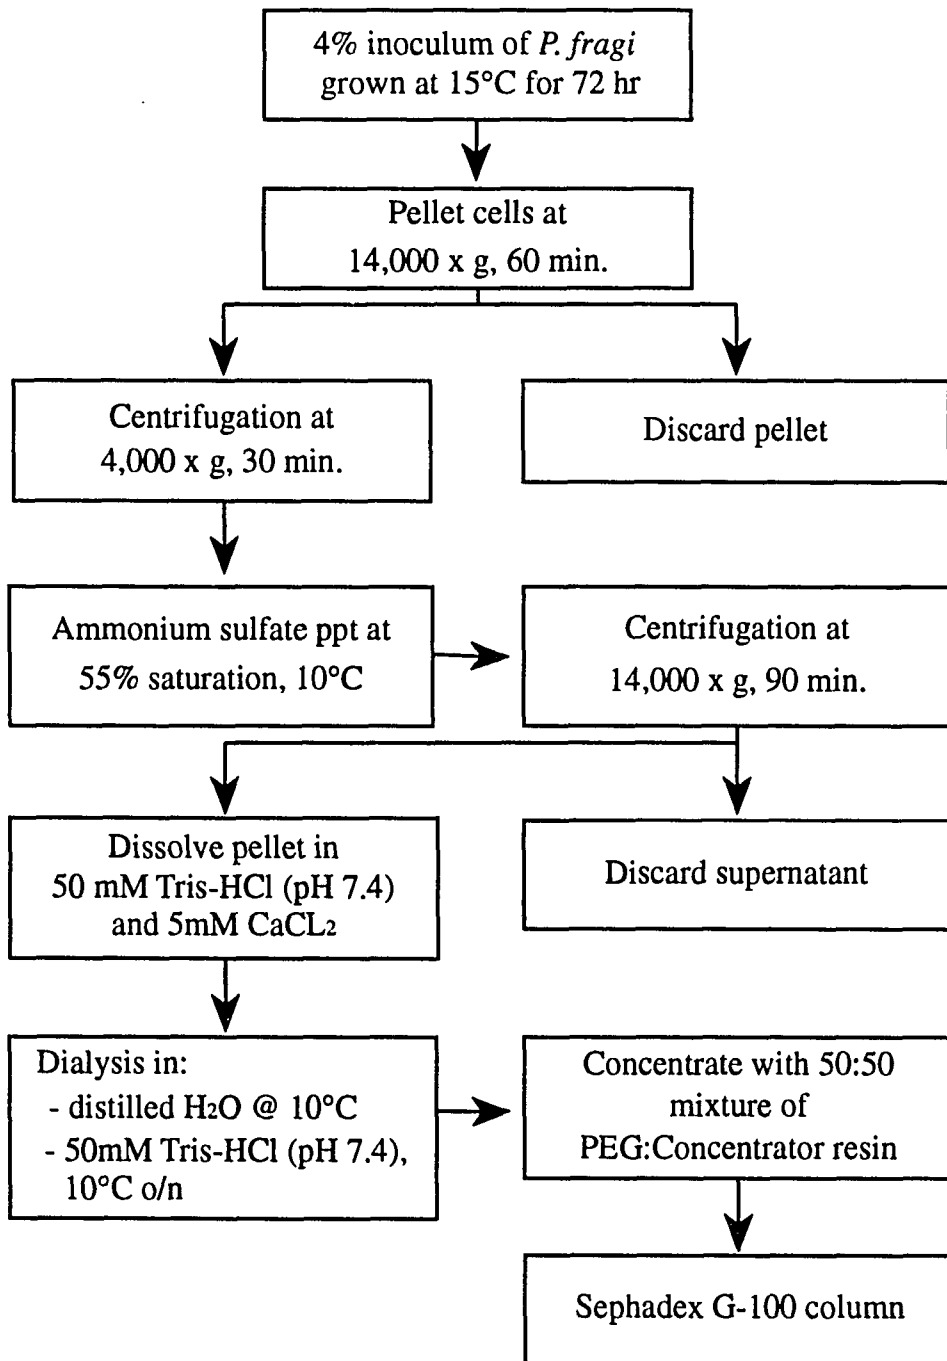 4% inoculum of P. fragi
grown at 15°C for 72 hr
Pellet cells at
14,000 x g, 60 min.
Centrifugation at
4,000 x g, 30 min.
Discard pellet
Ammonium sulfate ppt at
55% saturation, 10°C
Centrifugation at
14,000 x g, 90 min.
Dissolve pellet in
50 mM Tris-HCl (pH 7.4)
and 5mM CaCL2
Discard supernatant
Dialysis in:
- distilled H2O @ 10°C
- 50mM Tris-HCl (pH 7.4),
10°C o/n
Concentrate with 50:50
mixture of
PEG:Concentrator resin
Sephadex G-100 column